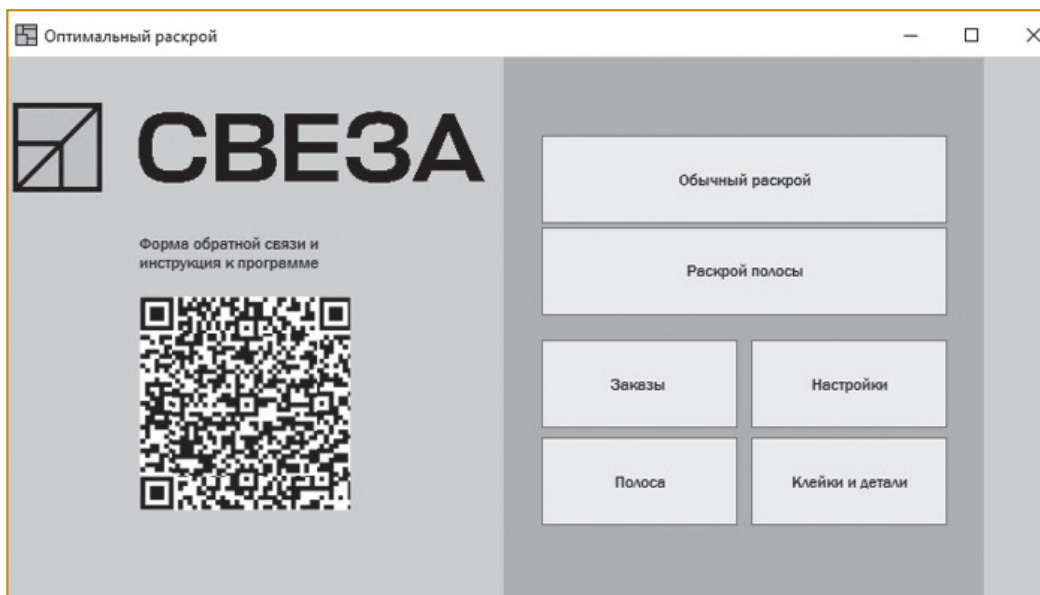 Оптимальный раскрой
СВЕЗА
Форма обратной связи и
инструкция к программе
Обычный раскрой
Раскрой полосы
Заказы
Настройки
Полоса
Клейки и детали